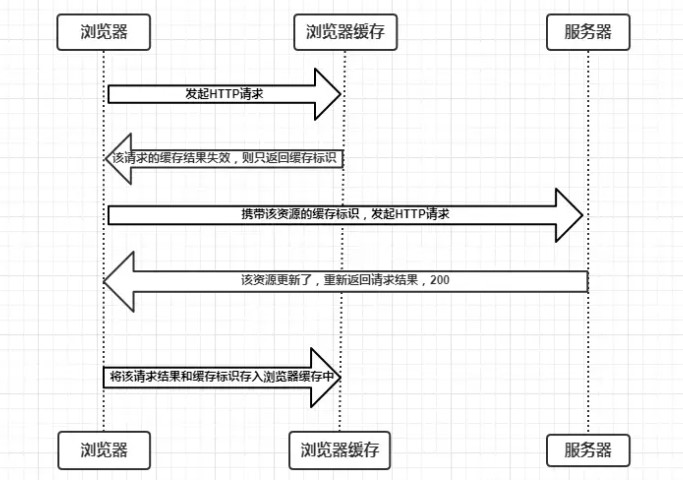 浏览器
浏览器缓存
服务器
发起HTTP请求
该请求的缓存结果失效，则只返回缓存标识
携带该资源的缓存标识，发起HTTP请求
该资源更新了，重新返回请求结果，200
将该请求结果和缓存标识存入浏览器缓存中
浏览器
浏览器缓存
服务器